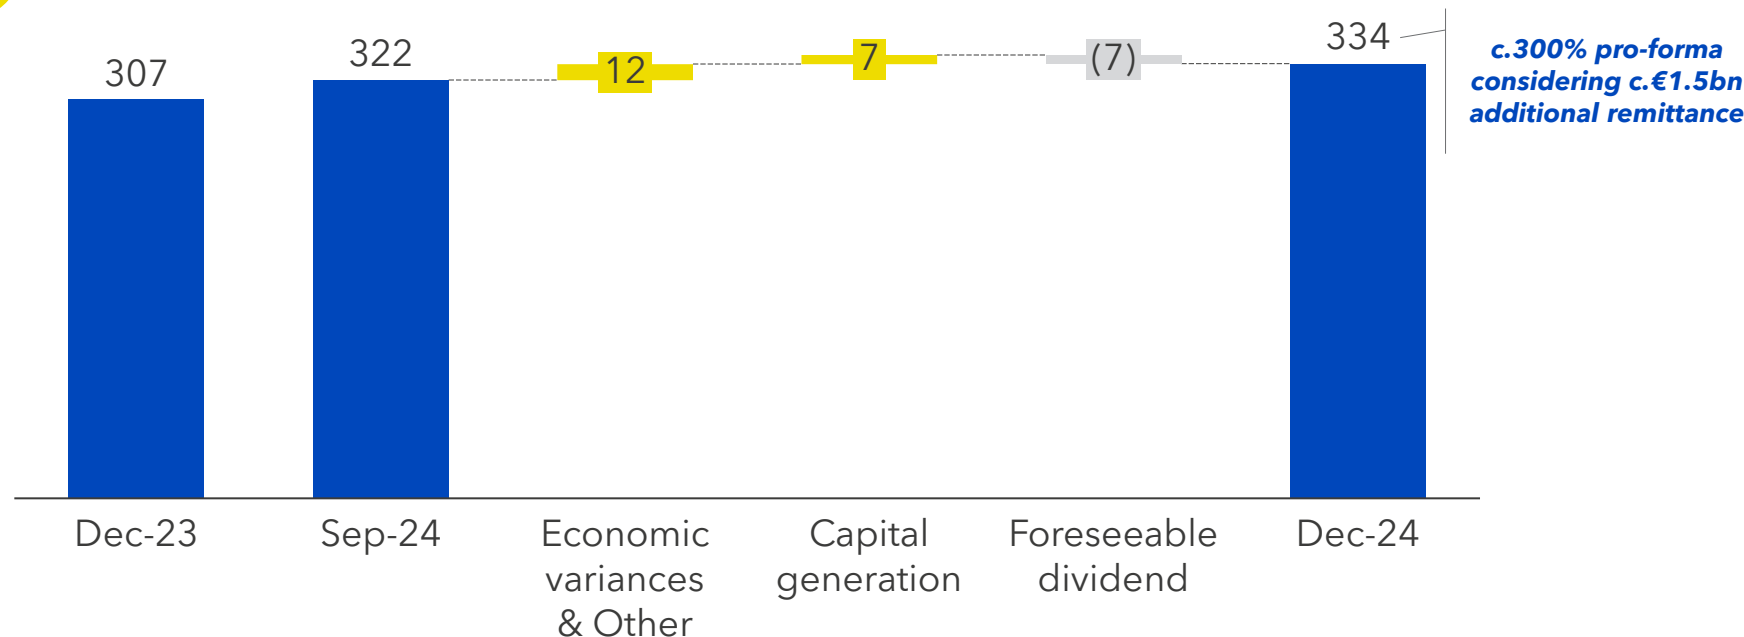 307
322
12
7
(7)
334
c.300% pro-forma
considering c.€1.5bn
additional remittance
Dec-23
Sep-24
Economic
variances
& Other
Capital
generation
Foreseeable
dividend
Dec-24